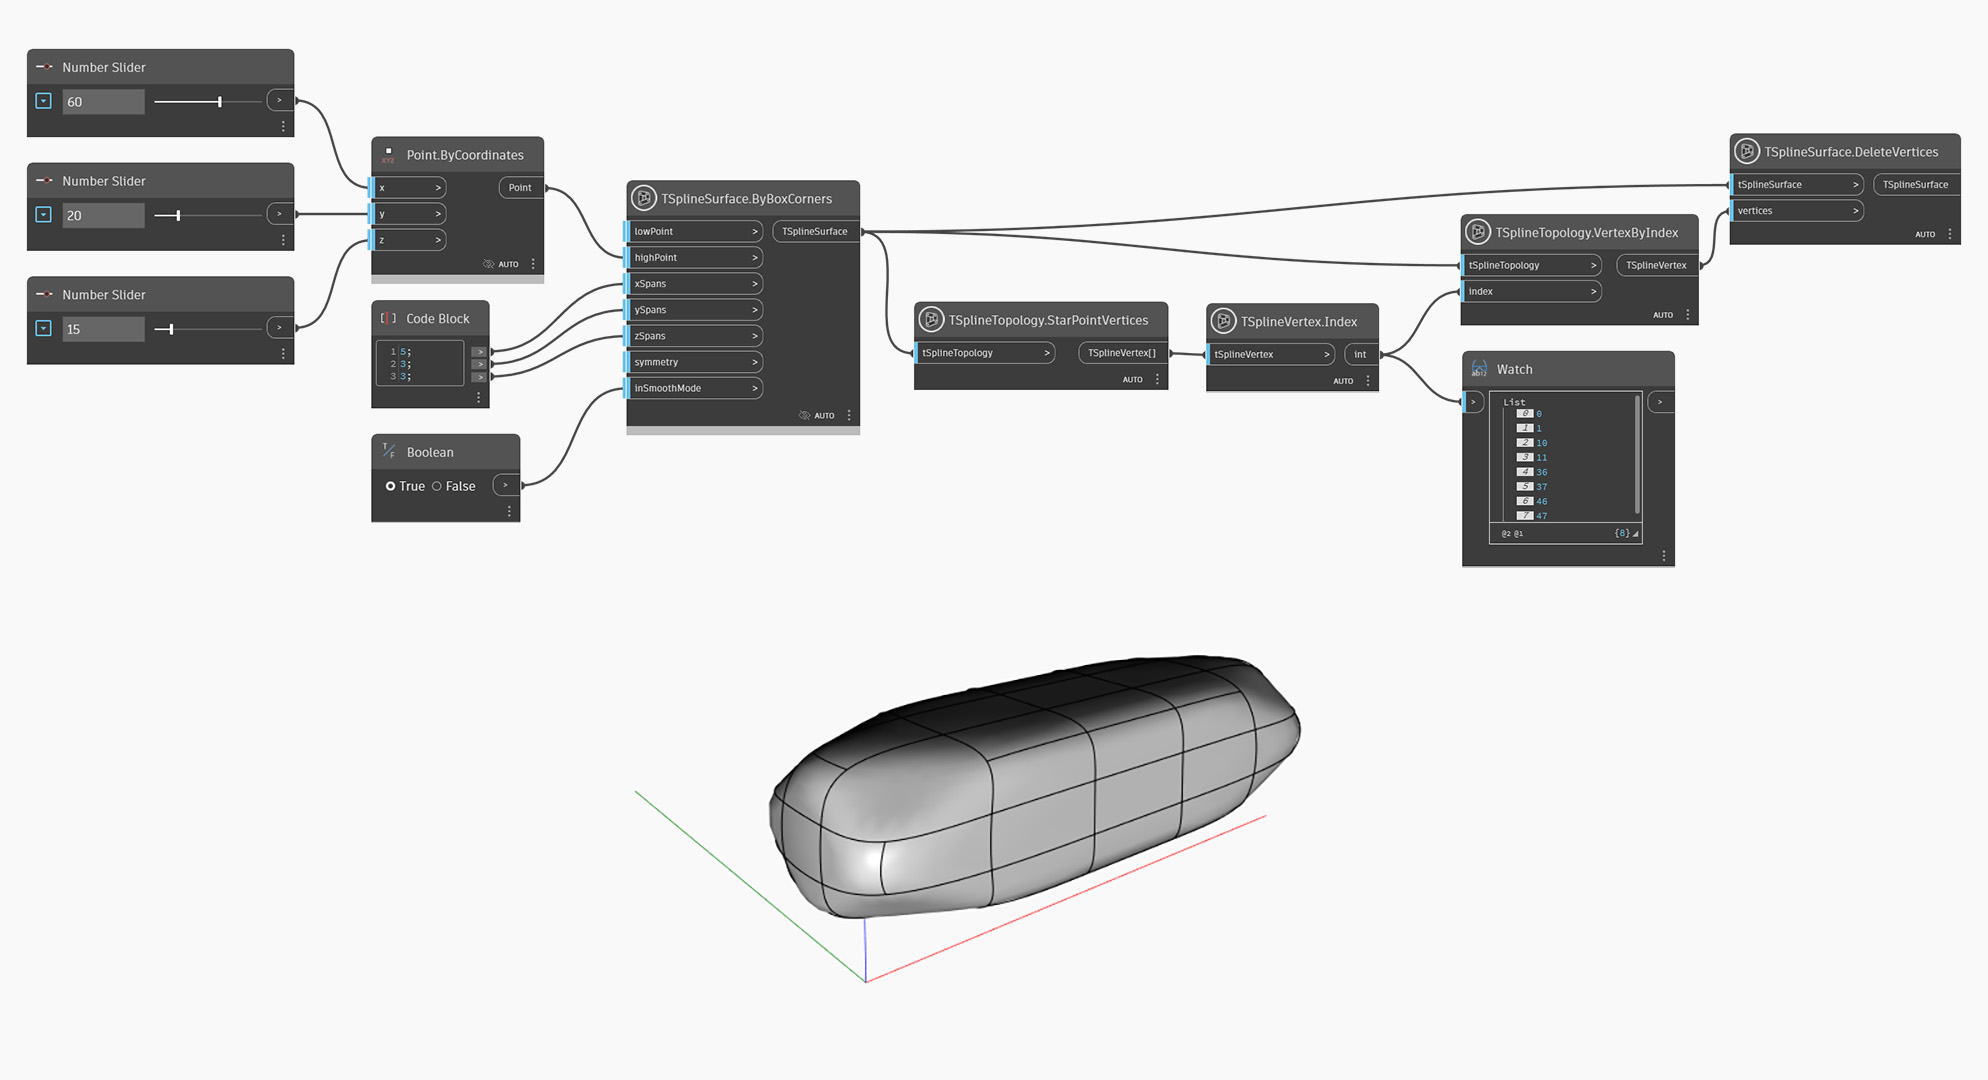 Number Slider
60
>
Number Slider
20
>
Number Slider
15
>
XYZ
Point.ByCoordinates
x >
Point
y >
z >
AUTO
[ ] Code Block
1 5; >
2 3; >
3 3; >
T/F
Boolean
True False >
TSplineSurface.ByBoxCorners
lowPoint >
TSplineSurface
highPoint >
xSpans >
ySpans >
zSpans >
symmetry >
inSmoothMode >
AUTO
TSplineTopology.StarPointVertices
tSplineTopology >
TSplineVertex[]
AUTO
TSplineVertex.Index
tSplineVertex >
int
AUTO
TSplineTopology.VertexByIndex
tSplineTopology >
TSplineVertex
index >
AUTO
Watch
>
>
List
0 0
1 1
2 10
3 11
4 36
5 37
6 46
7 47
@2 @1
{8}
TSplineSurface.DeleteVertices
tSplineSurface >
TSplineSurface
vertices >
AUTO